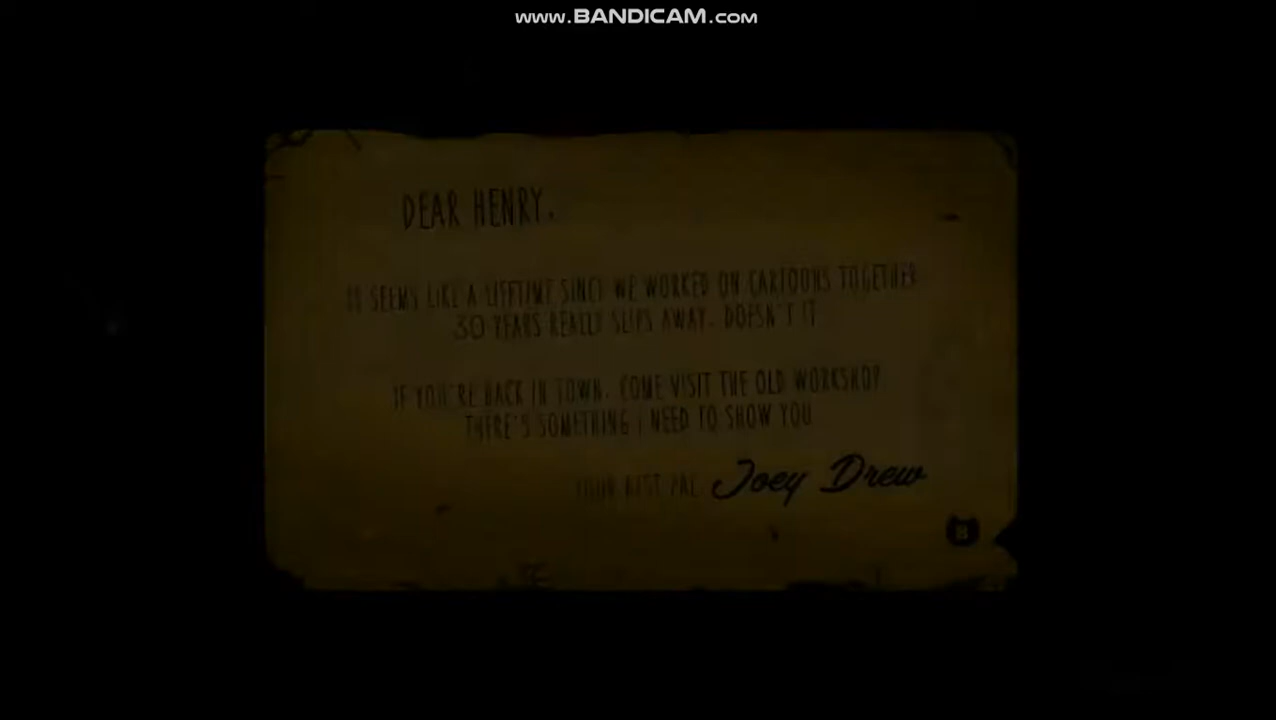 www.BANDICAM.com
DEAR HENRY,
IT SEEMS LIKE A LIFETIME SINCE WE WORKED ON CARTOONS TOGETHER
30 YEARS REALLY SLIPS AWAY. DOESN'T IT
IF YOU'RE BACK IN TOWN. COME VISIT THE OLD WORKSHOP
THERE'S SOMETHING I NEED TO SHOW YOU
YOUR BEST PAL, Joey Drew
B